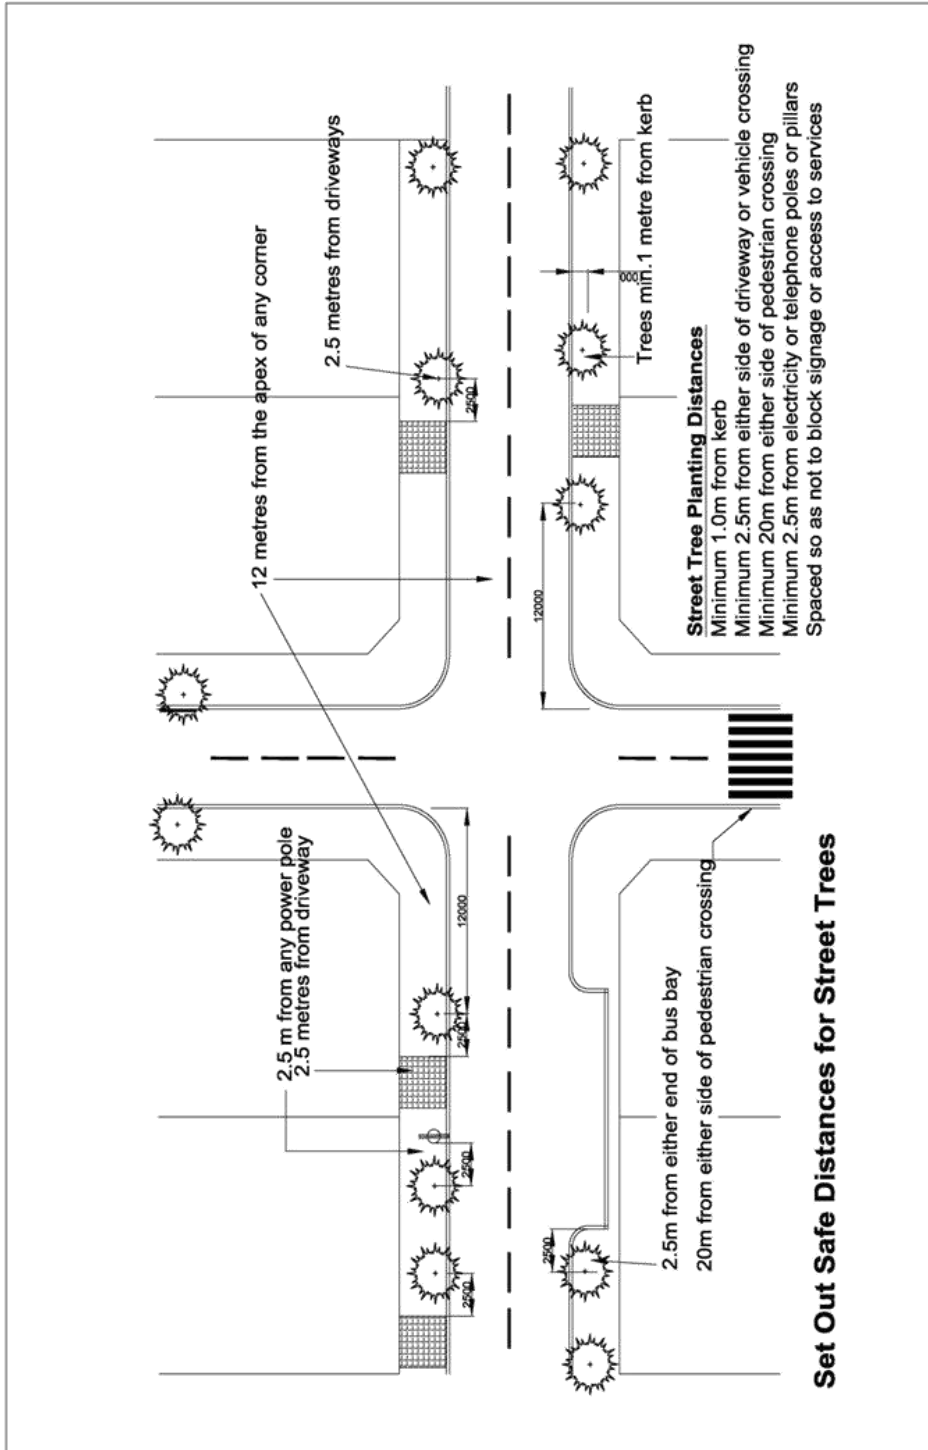 2.5 m from any power pole
2.5 metres from driveway
12 metres from the apex of any corner
2.5 metres from driveways
2500
2500
2500
12000
2500
2500
12000
Trees min.1 metre from kerb
2.5m from either end of bus bay
20m from either side of pedestrian crossing
Street Tree Planting Distances
Minimum 1.0m from kerb
Minimum 2.5m from either side of driveway or vehicle crossing
Minimum 20m from either side of pedestrian crossing
Minimum 2.5m from electricity or telephone poles or pillars
Spaced so as not to block signage or access to services
Set Out Safe Distances for Street Trees